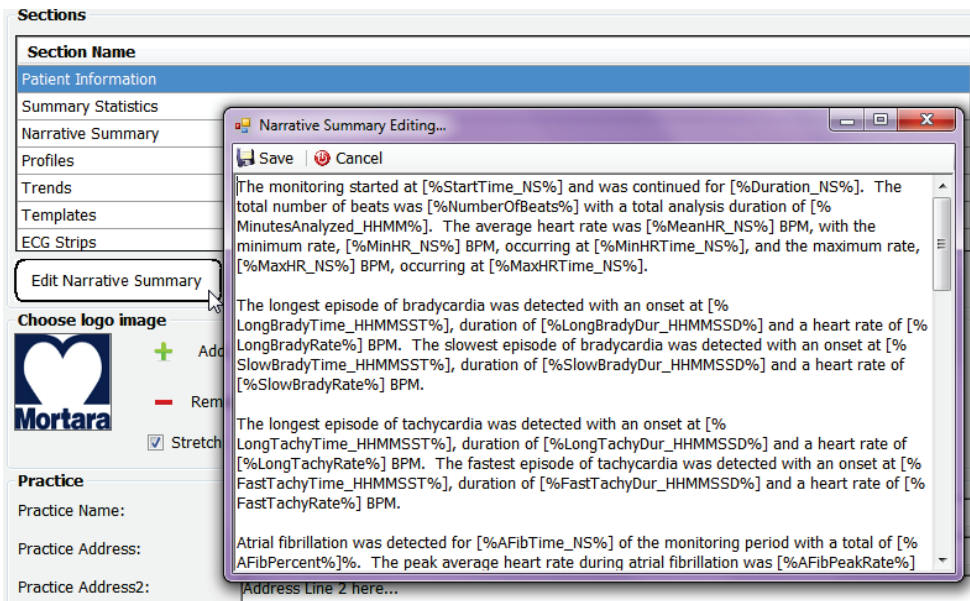 Sections
Section Name
Patient Information
Summary Statistics
Narrative Summary
Profiles
Trends
Templates
ECG Strips
Edit Narrative Summary
Choose logo image
Mortara
Add
Rem
Stretch
Practice
Practice Name:
Practice Address:
Practice Address2:
Address Line 2 here...
Narrative Summary Editing...
Save
Cancel
The monitoring started at [%StartTime_NS%] and was continued for [%Duration_NS%].  The
total number of beats was [%NumberOfBeats%] with a total analysis duration of [%
MinutesAnalyzed_HHMM%].  The average heart rate was [%MeanHR_NS%] BPM, with the
minimum rate, [%MinHR_NS%] BPM, occurring at [%MinHRTime_NS%], and the maximum rate,
[%MaxHR_NS%] BPM, occurring at [%MaxHRTime_NS%].
The longest episode of bradycardia was detected with an onset at [%
LongBradyTime_HHMMSST%], duration of [%LongBradyDur_HHMMSSD%] and a heart rate of [%
LongBradyRate%] BPM.  The slowest episode of bradycardia was detected with an onset at [%
SlowBradyTime_HHMMSST%], duration of [%SlowBradyDur_HHMMSSD%] and a heart rate of
[%SlowBradyRate%] BPM.
The longest episode of tachycardia was detected with an onset at [%
LongTachyTime_HHMMSST%], duration of [%LongTachyDur_HHMMSSD%] and a heart rate of
[%LongTachyRate%] BPM.  The fastest episode of tachycardia was detected with an onset at [%
FastTachyTime_HHMMSST%], duration of [%FastTachyDur_HHMMSSD%] and a heart rate of [%
FastTachyRate%] BPM.
Atrial fibrillation was detected for [%AFibTime_NS%] of the monitoring period with a total of [%
AFibPercent%]%.  The peak average heart rate during atrial fibrillation was [%AFibPeakRate%]